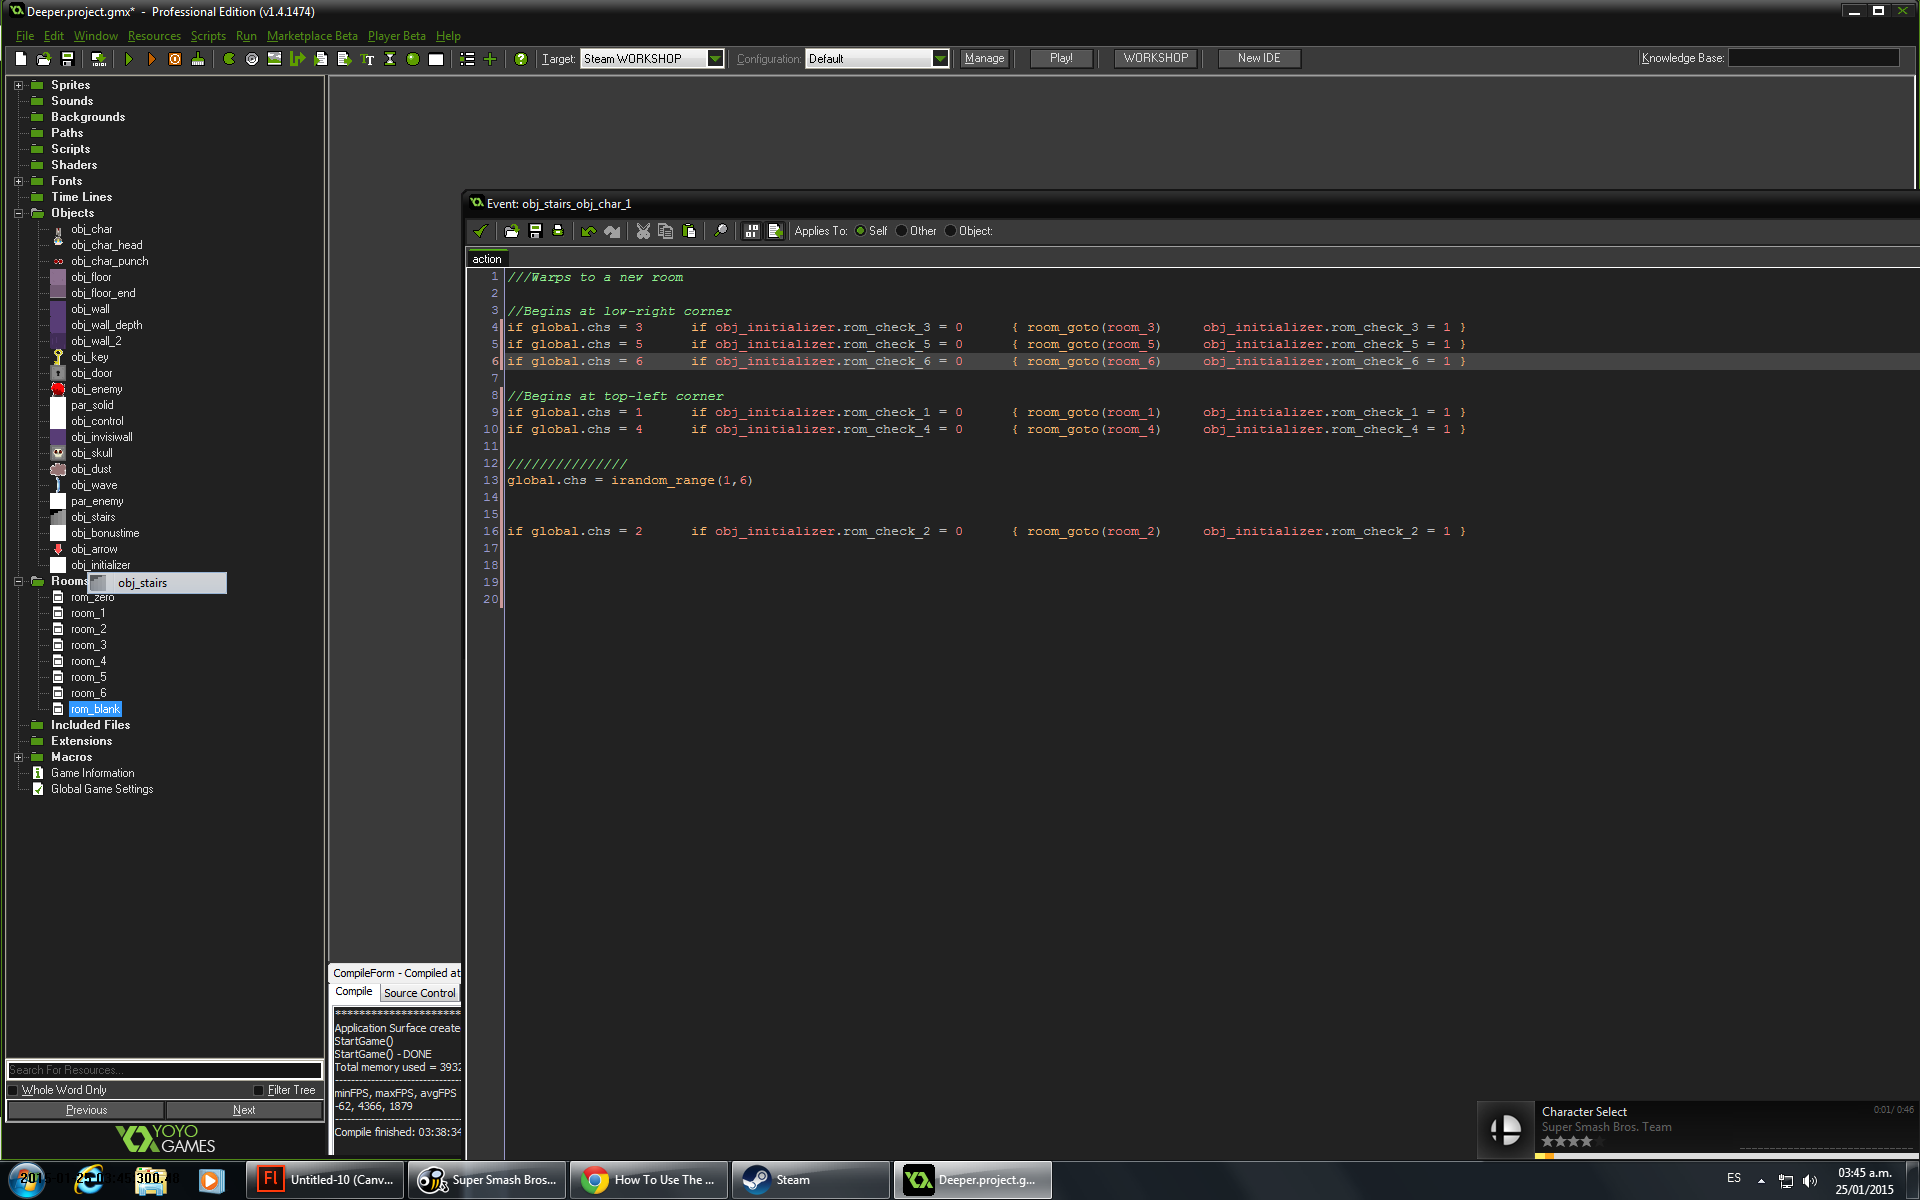 Deeper.project.gmx* - Professional Edition (v1.4.1474)
File Edit Window Resources Scripts Run Marketplace Beta Player Beta Help
Target: Steam WORKSHOP Configuration: Default Manage Play! WORKSHOP New IDE Knowledge Base:
Sprites
Sounds
Backgrounds
Paths
Scripts
Shaders
Fonts
Time Lines
Objects
obj_char
obj_char_head
obj_char_punch
obj_floor
obj_floor_end
obj_wall
obj_wall_depth
obj_wall_2
obj_key
obj_door
obj_enemy
par_solid
obj_control
obj_invisiwall
obj_skull
obj_dust
obj_wave
par_enemy
obj_stairs
obj_bonustime
obj_arrow
obj_initializer
Rooms
obj_stairs
rom_zero
room_1
room_2
room_3
room_4
room_5
room_6
rom_blank
Included Files
Extensions
Macros
Game Information
Global Game Settings
Search For Resources...
Whole Word Only Filter Tree
Previous Next
YOYO GAMES
Event: obj_stairs_obj_char_1
Applies To: Self Other Object:
action
1 ///Warps to a new room
2
3 //Begins at low-right corner
4 if global.chs = 3 if obj_initializer.rom_check_3 = 0 { room_goto(room_3) obj_initializer.rom_check_3 = 1 }
5 if global.chs = 5 if obj_initializer.rom_check_5 = 0 { room_goto(room_5) obj_initializer.rom_check_5 = 1 }
6 if global.chs = 6 if obj_initializer.rom_check_6 = 0 { room_goto(room_6) obj_initializer.rom_check_6 = 1 }
7
8 //Begins at top-left corner
9 if global.chs = 1 if obj_initializer.rom_check_1 = 0 { room_goto(room_1) obj_initializer.rom_check_1 = 1 }
10 if global.chs = 4 if obj_initializer.rom_check_4 = 0 { room_goto(room_4) obj_initializer.rom_check_4 = 1 }
11
12 ///////////////
13 global.chs = irandom_range(1,6)
14
15
16 if global.chs = 2 if obj_initializer.rom_check_2 = 0 { room_goto(room_2) obj_initializer.rom_check_2 = 1 }
17
18
19
20
CompileForm - Compiled at
Compile Source Control
***********************
Application Surface create
StartGame()
StartGame() - DONE
Total memory used = 3932
minFPS, maxFPS, avgFPS
-62, 4366, 1879
Compile finished: 03:38:34
Character Select 0:01/ 0:46
Super Smash Bros. Team
Untitled-10 (Canv... Super Smash Bros... How To Use The ... Steam Deeper.project.g... ES
03:45 a.m.
25/01/2015